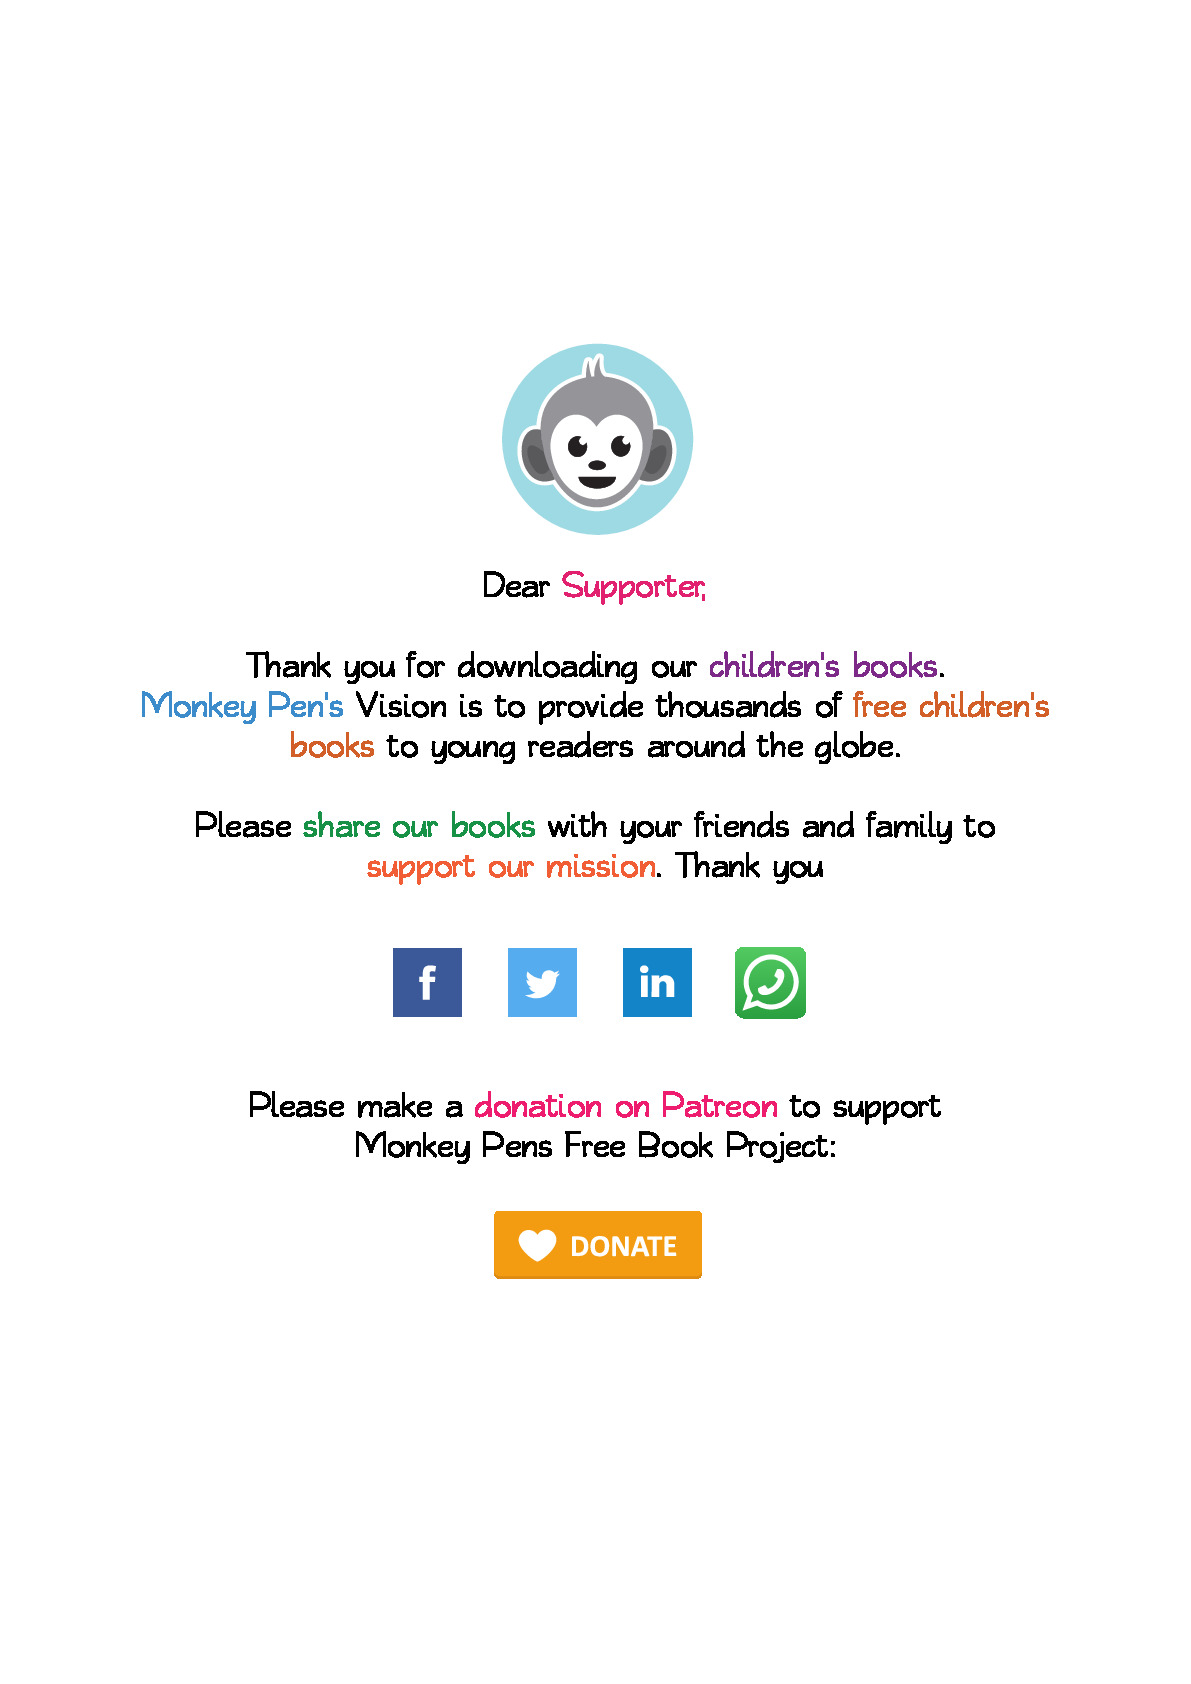 Dear Supporter,
Thank you for downloading our children's books.
Monkey Pen's Vision is to provide thousands of free children's
books to young readers around the globe.
Please share our books with your friends and family to
support our mission. Thank you
f
in
Please make a donation on Patreon to support
Monkey Pens Free Book Project:
DONATE